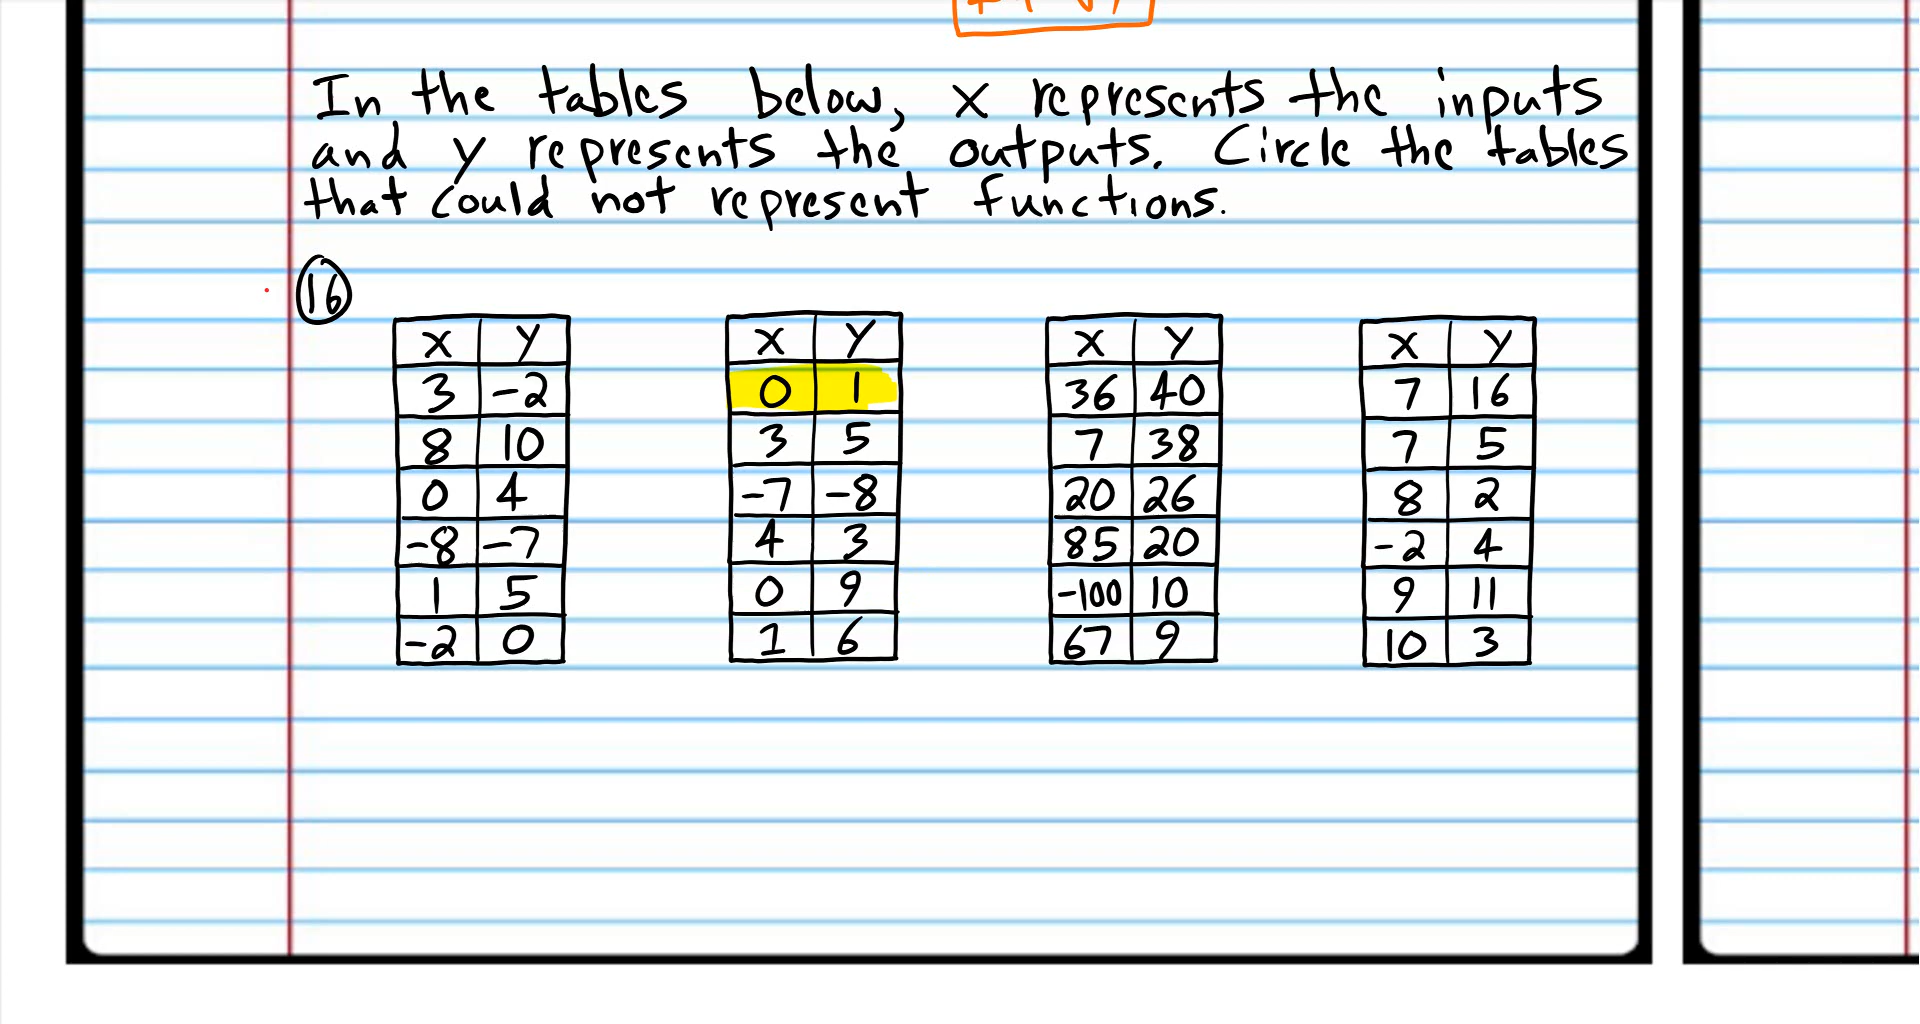 In the tables below, x represents the inputs
and y represents the outputs. Circle the tables
that could not represent functions.
16
x y x y x y x y
3 -2 0 1 36 40 7 16
8 10 3 5 7 38 7 5
0 4 -7 -8 20 26 8 2
-8 -7 4 3 85 20 -2 4
1 5 0 9 -100 10 9 11
-2 0 1 6 67 9 10 3